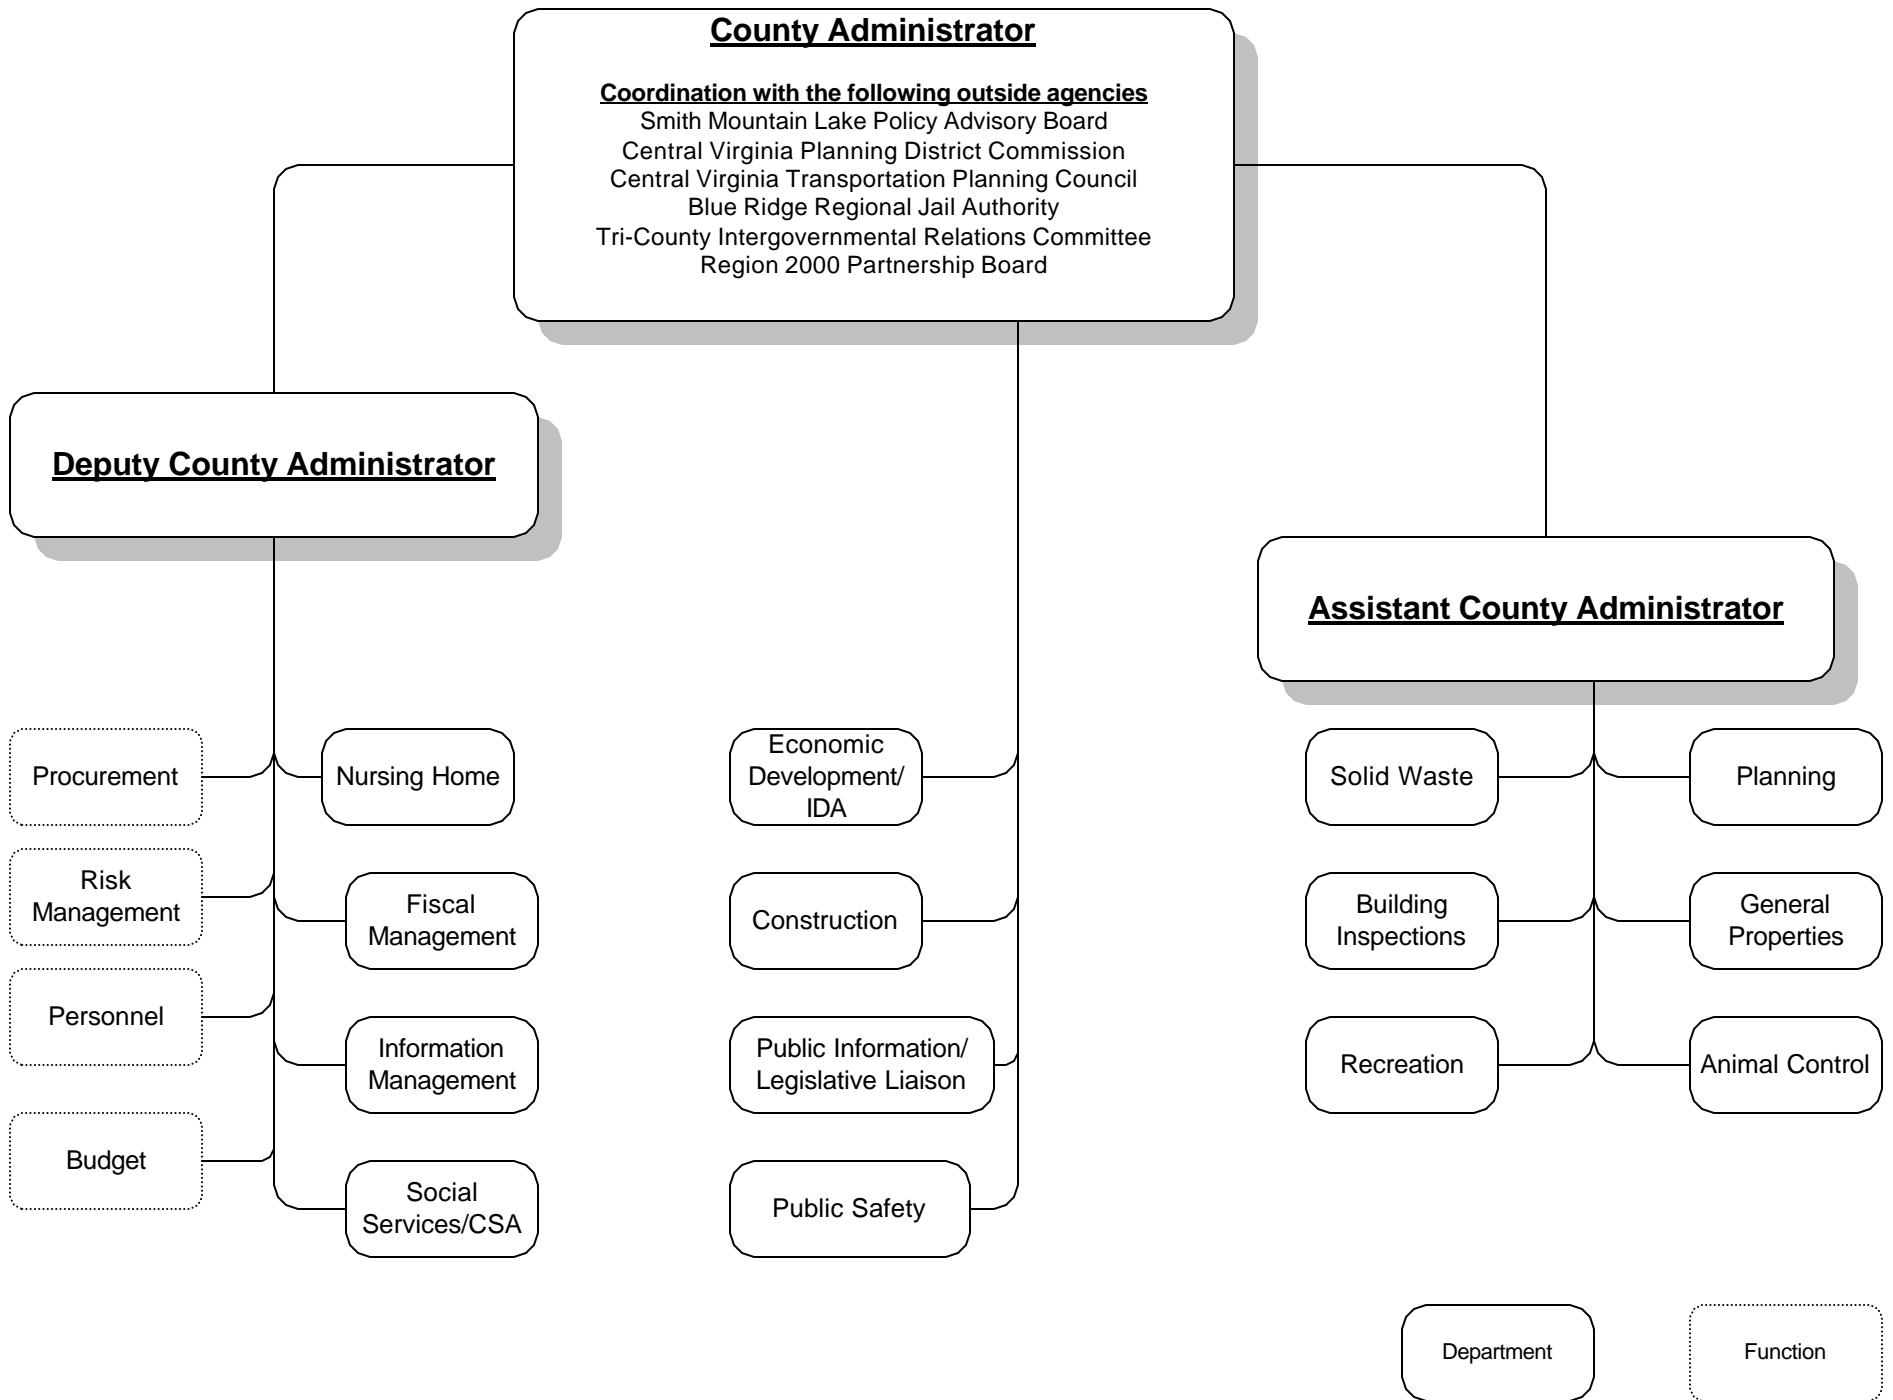 County Administrator
Coordination with the following outside agencies
Smith Mountain Lake Policy Advisory Board
Central Virginia Planning District Commission
Central Virginia Transportation Planning Council
Blue Ridge Regional Jail Authority
Tri-County Intergovernmental Relations Committee
Region 2000 Partnership Board
Deputy County Administrator
Assistant County Administrator
Procurement
Nursing Home
Risk
Management
Fiscal
Management
Personnel
Information
Management
Budget
Social
Services/CSA
Economic
Development/
IDA
Construction
Public Information/
Legislative Liaison
Public Safety
Solid Waste
Planning
Building
Inspections
General
Properties
Recreation
Animal Control
Department
Function